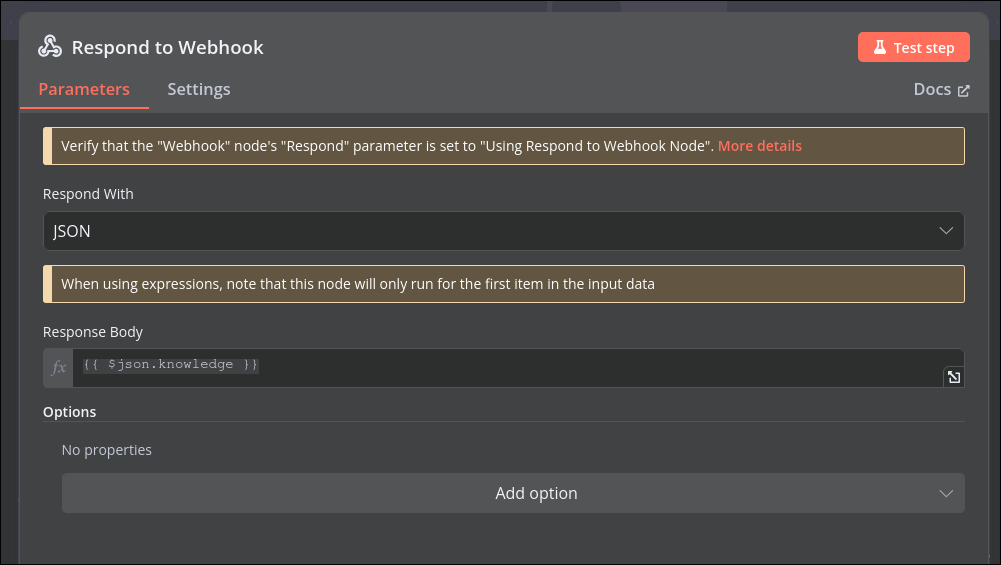 Respond to Webhook
Test step
Parameters
Settings
Docs
Verify that the "Webhook" node's "Respond" parameter is set to "Using Respond to Webhook Node". More details
Respond With
JSON
When using expressions, note that this node will only run for the first item in the input data
Response Body
fx
{{ $json.knowledge }}
Options
No properties
Add option